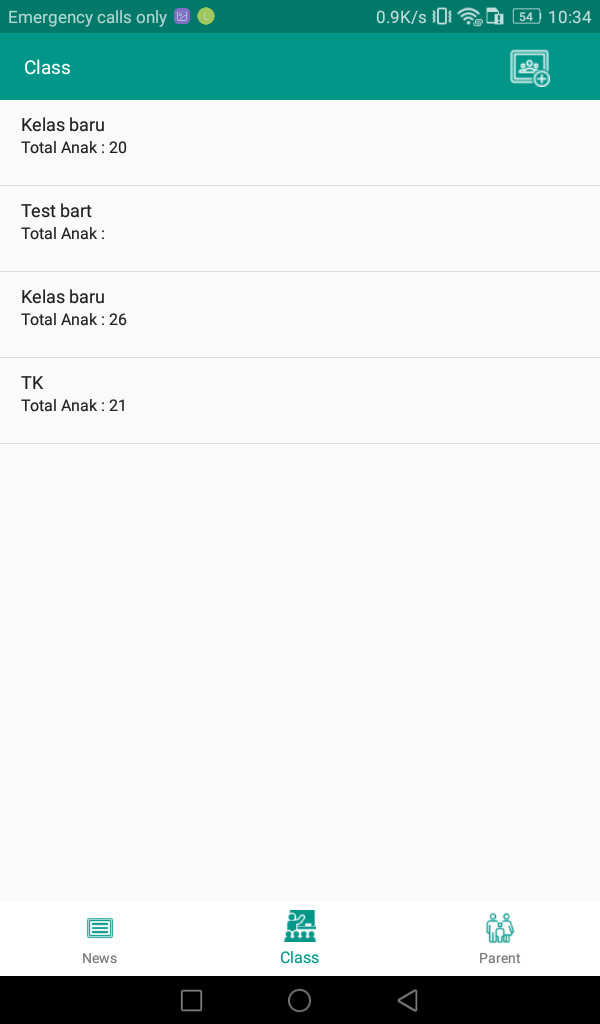 Emergency calls only 0.9K/s 54 10:34
Class
Kelas baru
Total Anak : 20
Test bart
Total Anak :
Kelas baru
Total Anak : 26
TK
Total Anak : 21
News Class Parent